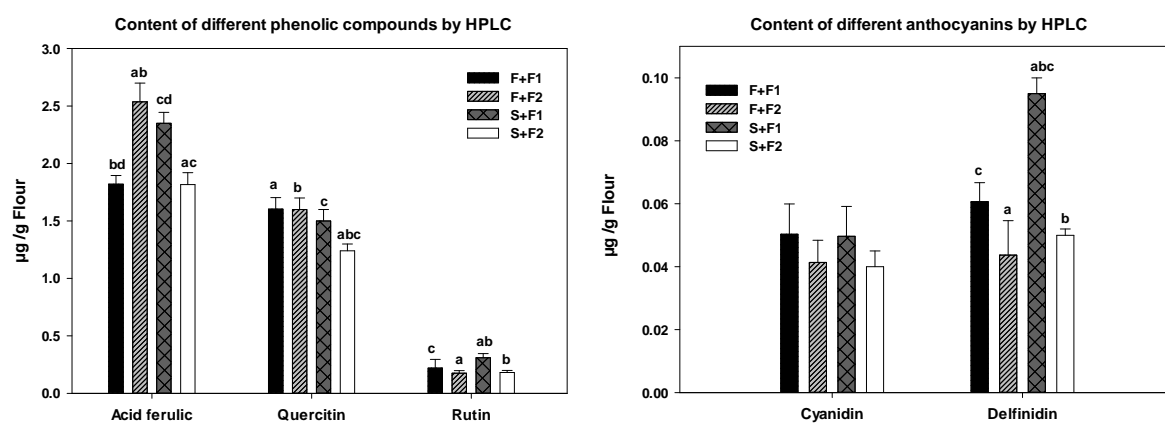 Content of different phenolic compounds by HPLC
µg /g Flour
3.0
2.5
2.0
1.5
1.0
0.5
0.0
F+F1
F+F2
S+F1
S+F2
bd
ab
cd
ac
a
b
c
abc
c
a
ab
b
Acid ferulic
Quercitin
Rutin
Content of different anthocyanins by HPLC
µg /g Flour
0.10
0.08
0.06
0.04
0.02
0.00
F+F1
F+F2
S+F1
S+F2
c
a
abc
b
Cyanidin
Delfinidin